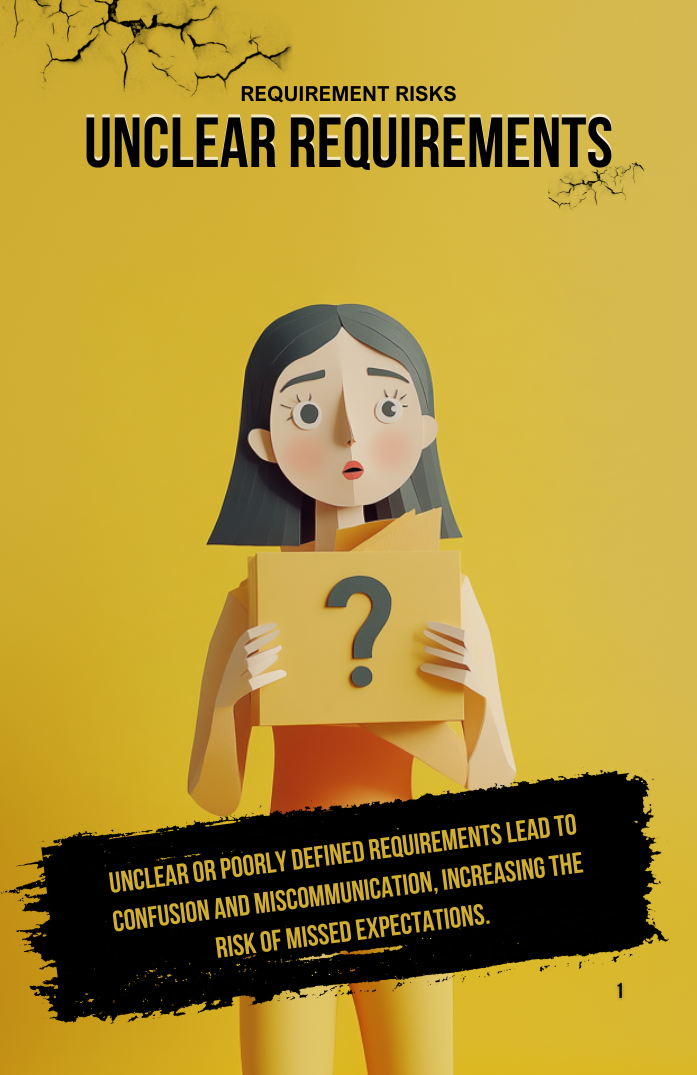 REQUIREMENT RISKS
UNCLEAR REQUIREMENTS
?
UNCLEAR OR POORLY DEFINED REQUIREMENTS LEAD TO
CONFUSION AND MISCOMMUNICATION, INCREASING THE
RISK OF MISSED EXPECTATIONS.
1